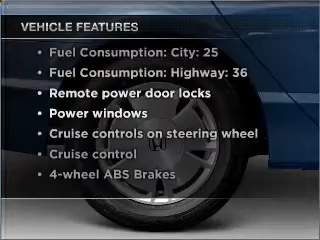 VEHICLE FEATURES
• Fuel Consumption: City: 25
• Fuel Consumption: Highway: 36
• Remote power door locks
• Power windows
• Cruise controls on steering wheel
• Cruise control
• 4-wheel ABS Brakes